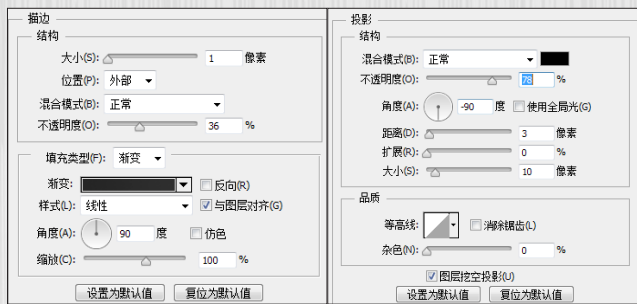 描边
结构
大小(S): 1 像素
位置(P): 外部
混合模式(B): 正常
不透明度(O): 36 %
填充类型(F): 渐变
渐变: 反向(R)
样式(L): 线性 与图层对齐(G)
角度(A): 90 度 仿色
缩放(C): 100 %
设置为默认值 复位为默认值
投影
结构
混合模式(B): 正常
不透明度(O): 78 %
角度(A): -90 度 使用全局光(G)
距离(D): 3 像素
扩展(R): 0 %
大小(S): 10 像素
品质
等高线: 消除锯齿(L)
杂色(N): 0 %
图层挖空投影(U)
设置为默认值 复位为默认值